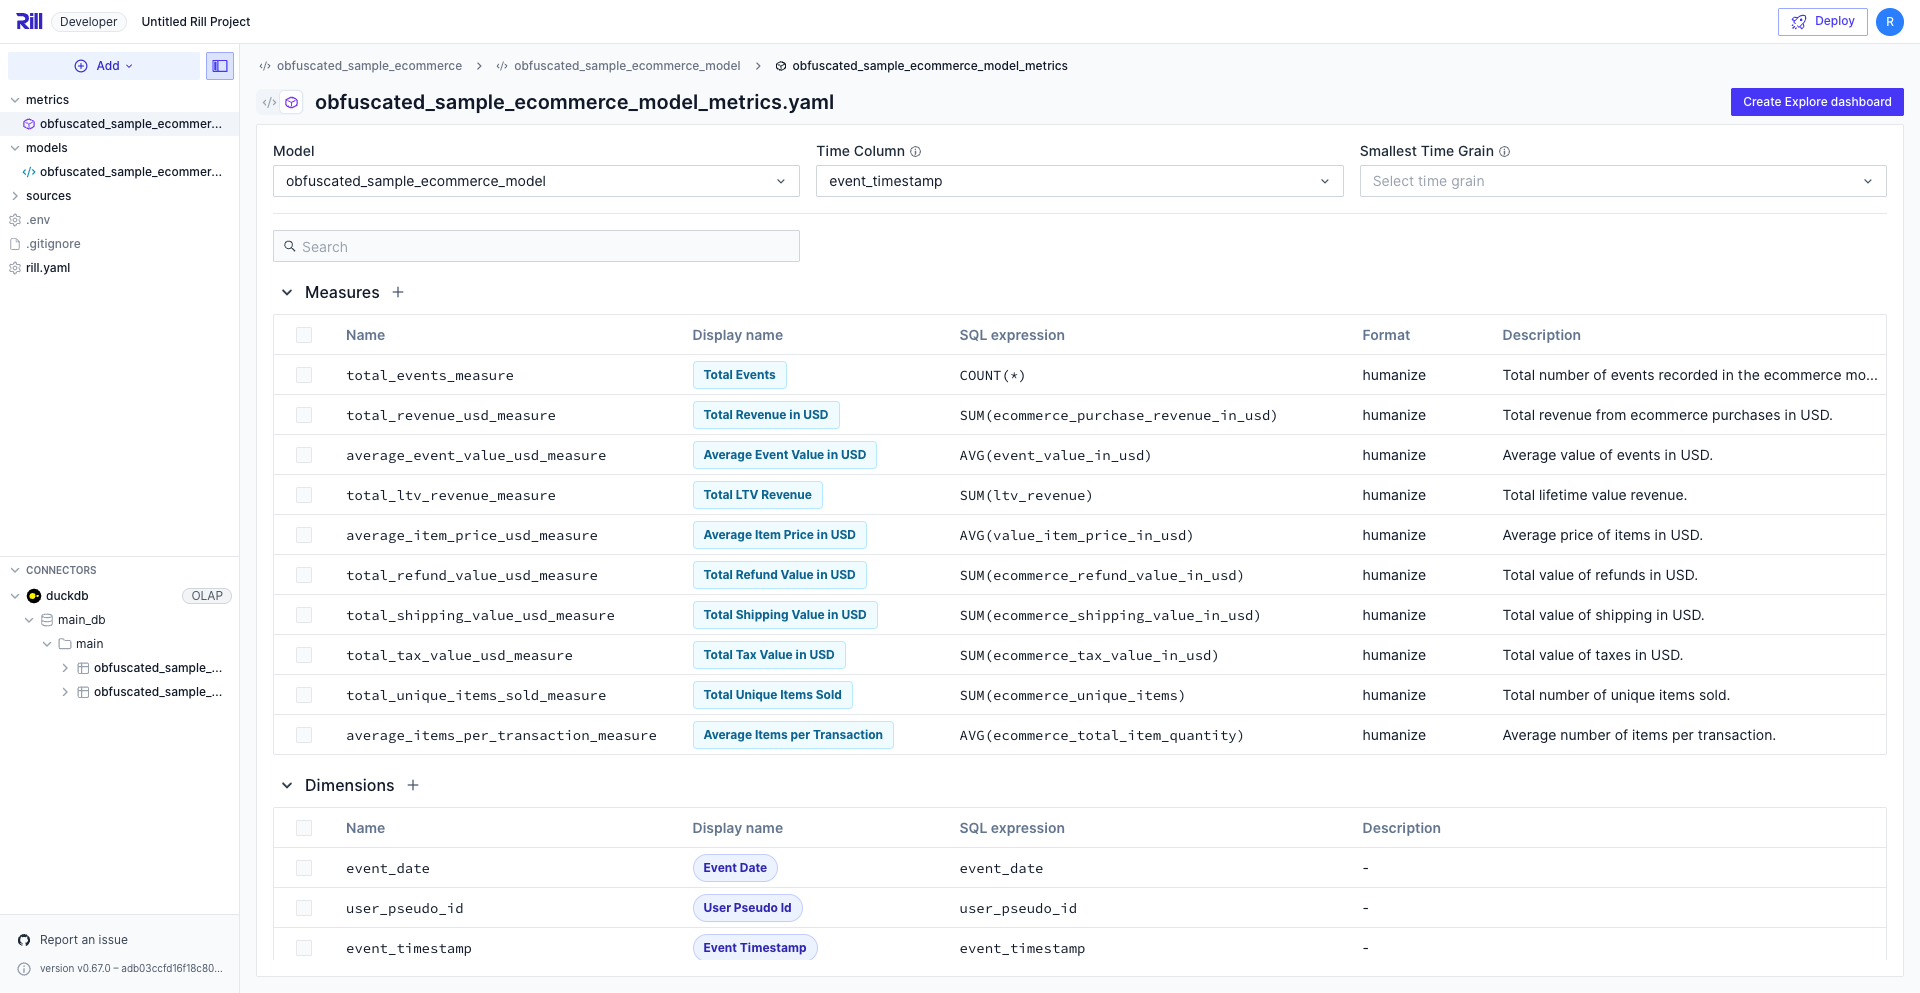 Rill Developer Untitled Rill Project Deploy R
Add
metrics
obfuscated_sample_ecommer...
models
obfuscated_sample_ecommer...
sources
.env
.gitignore
rill.yaml
CONNECTORS
duckdb OLAP
main_db
main
obfuscated_sample_...
obfuscated_sample_...
Report an issue
version v0.67.0 – adb03ccfd16f18c80...
obfuscated_sample_ecommerce > obfuscated_sample_ecommerce_model > obfuscated_sample_ecommerce_model_metrics
obfuscated_sample_ecommerce_model_metrics.yaml Create Explore dashboard
Model Time Column Smallest Time Grain
obfuscated_sample_ecommerce_model event_timestamp Select time grain
Search
Measures +
Name Display name SQL expression Format Description
total_events_measure Total Events COUNT(*) humanize Total number of events recorded in the ecommerce mo...
total_revenue_usd_measure Total Revenue in USD SUM(ecommerce_purchase_revenue_in_usd) humanize Total revenue from ecommerce purchases in USD.
average_event_value_usd_measure Average Event Value in USD AVG(event_value_in_usd) humanize Average value of events in USD.
total_ltv_revenue_measure Total LTV Revenue SUM(ltv_revenue) humanize Total lifetime value revenue.
average_item_price_usd_measure Average Item Price in USD AVG(value_item_price_in_usd) humanize Average price of items in USD.
total_refund_value_usd_measure Total Refund Value in USD SUM(ecommerce_refund_value_in_usd) humanize Total value of refunds in USD.
total_shipping_value_usd_measure Total Shipping Value in USD SUM(ecommerce_shipping_value_in_usd) humanize Total value of shipping in USD.
total_tax_value_usd_measure Total Tax Value in USD SUM(ecommerce_tax_value_in_usd) humanize Total value of taxes in USD.
total_unique_items_sold_measure Total Unique Items Sold SUM(ecommerce_unique_items) humanize Total number of unique items sold.
average_items_per_transaction_measure Average Items per Transaction AVG(ecommerce_total_item_quantity) humanize Average number of items per transaction.
Dimensions +
Name Display name SQL expression Description
event_date Event Date event_date -
user_pseudo_id User Pseudo Id user_pseudo_id -
event_timestamp Event Timestamp event_timestamp -